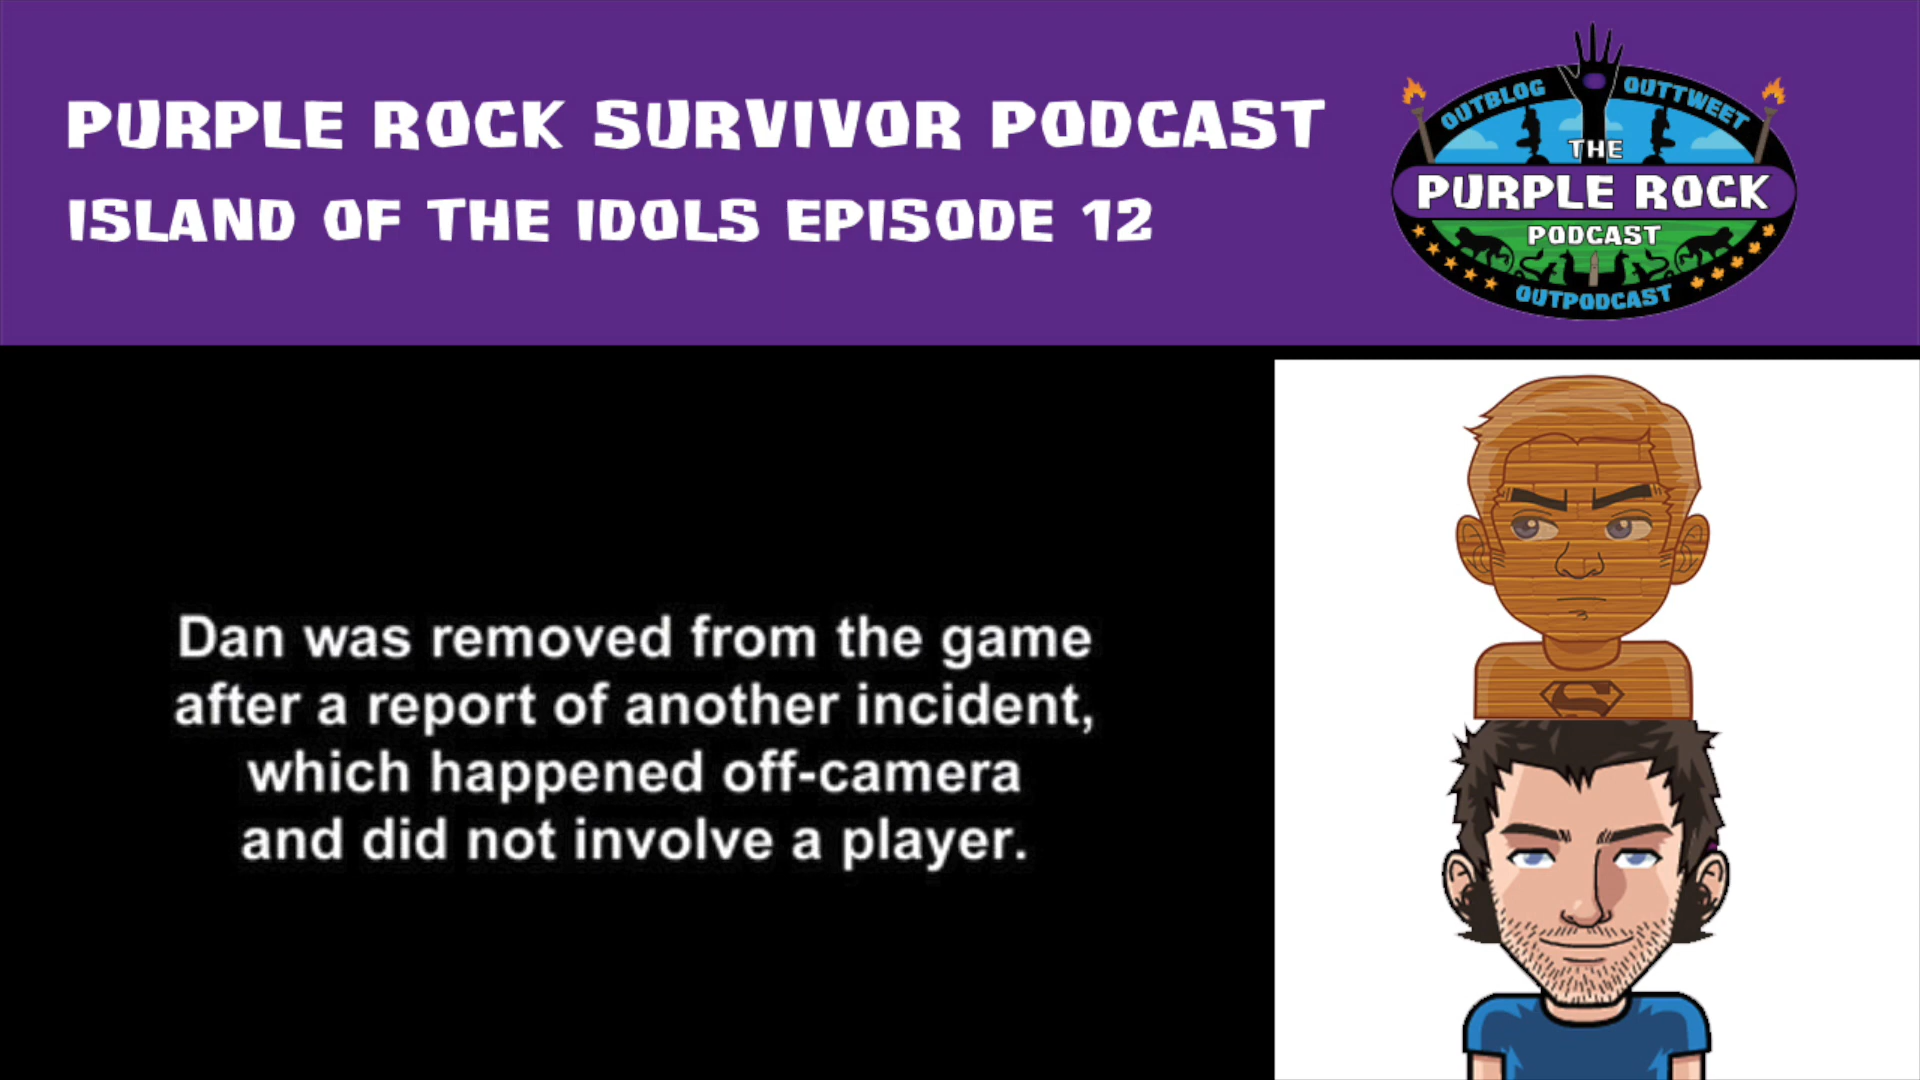 PURPLE ROCK SURVIVOR PODCAST
ISLAND OF THE IDOLS EPISODE 12
OUTBLOG
OUTTWEET
THE
PURPLE ROCK
PODCAST
OUTPODCAST
Dan was removed from the game
after a report of another incident,
which happened off-camera
and did not involve a player.
S